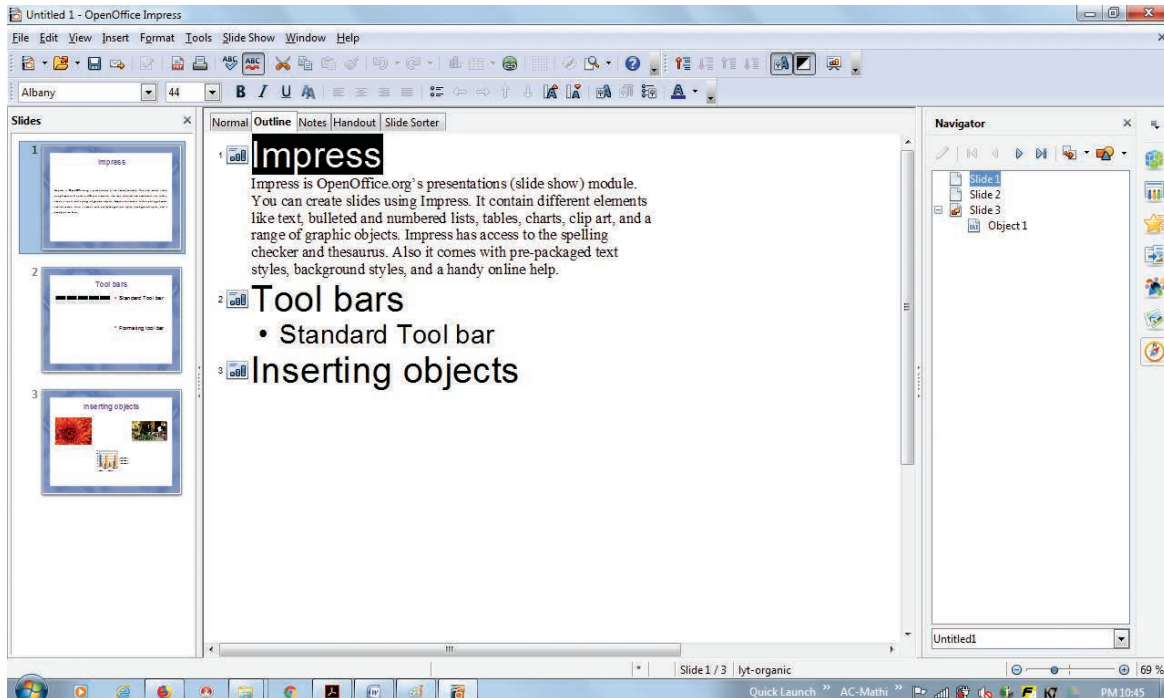 Untitled 1 - OpenOffice Impress
File Edit View Insert Format Tools Slide Show Window Help
Albany 44
Slides
Normal Outline Notes Handout Slide Sorter
Navigator
1
Impress
2
Tool bars
Standard Tool bar
Formating tool bar
3
Inserting objects
1 Impress
Impress is OpenOffice.org's presentations (slide show) module.
You can create slides using Impress. It contain different elements
like text, bulleted and numbered lists, tables, charts, clip art, and a
range of graphic objects. Impress has access to the spelling
checker and thesaurus. Also it comes with pre-packaged text
styles, background styles, and a handy online help.
2 Tool bars
• Standard Tool bar
3 Inserting objects
Slide 1
Slide 2
Slide 3
Object 1
Untitled1
Slide 1 / 3 lyt-organic
69 %
Quick Launch » AC-Mathi »
PM 10:45